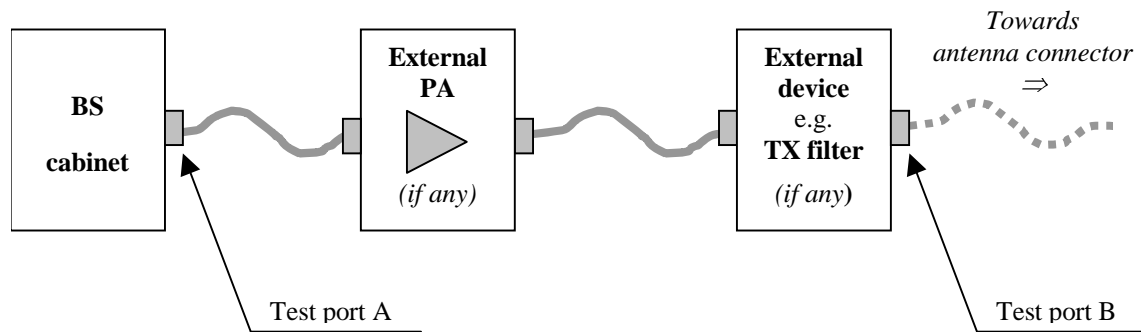 BS
cabinet
External
PA
(if any)
External
device
e.g.
TX filter
(if any)
Towards
antenna connector
⇒
Test port A
Test port B